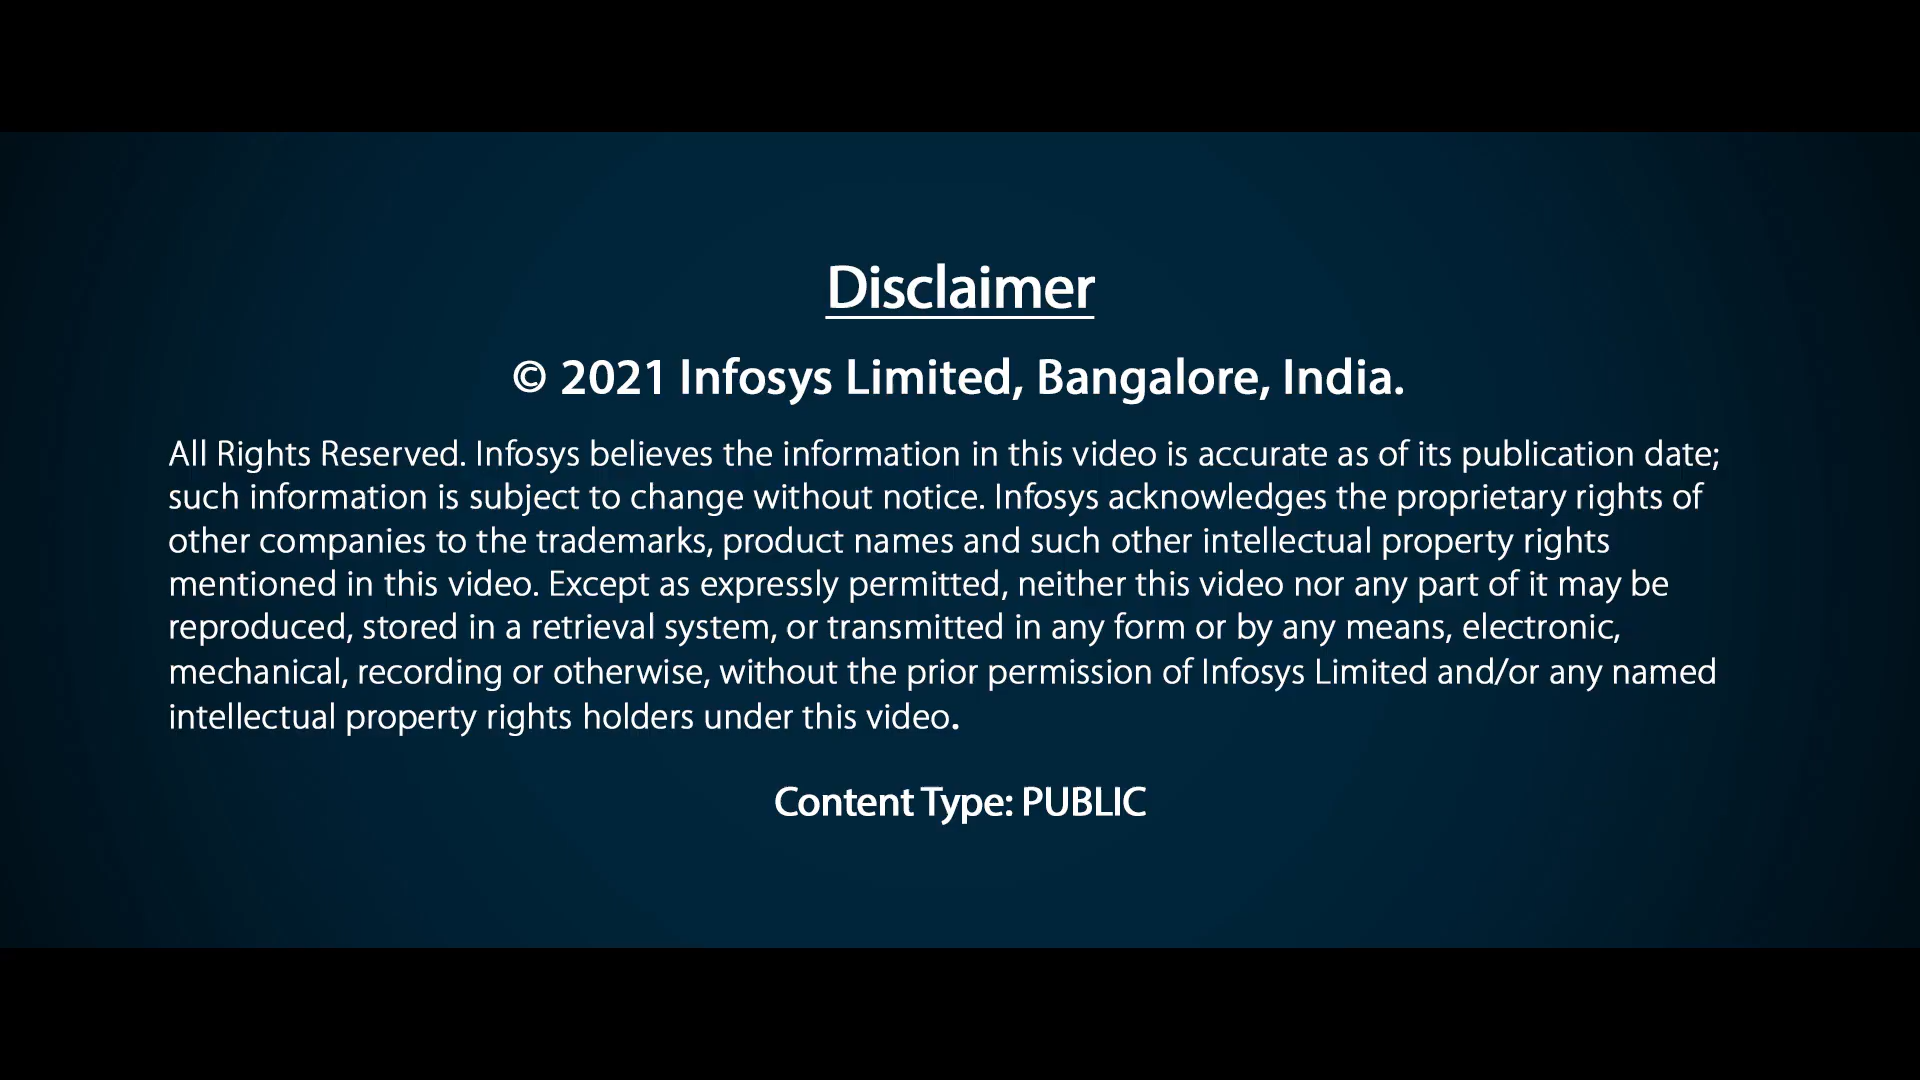 Disclaimer
© 2021 Infosys Limited, Bangalore, India.
All Rights Reserved. Infosys believes the information in this video is accurate as of its publication date;
such information is subject to change without notice. Infosys acknowledges the proprietary rights of
other companies to the trademarks, product names and such other intellectual property rights
mentioned in this video. Except as expressly permitted, neither this video nor any part of it may be
reproduced, stored in a retrieval system, or transmitted in any form or by any means, electronic,
mechanical, recording or otherwise, without the prior permission of Infosys Limited and/or any named
intellectual property rights holders under this video.
Content Type: PUBLIC